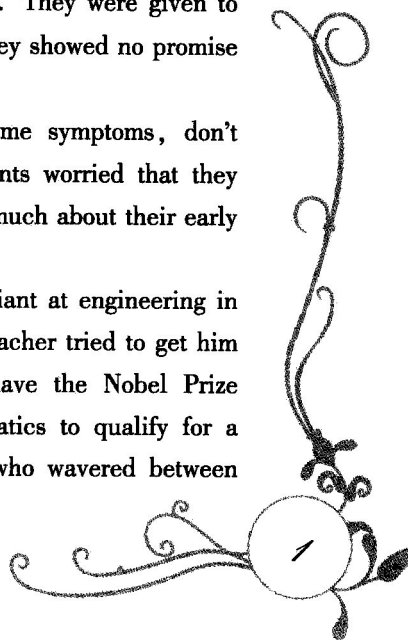 . They were given to
ey showed no promise
me symptoms, don't
nts worried that they
much about their early
iant at engineering in
acher tried to get him
ave the Nobel Prize
atics to qualify for a
who wavered between
1